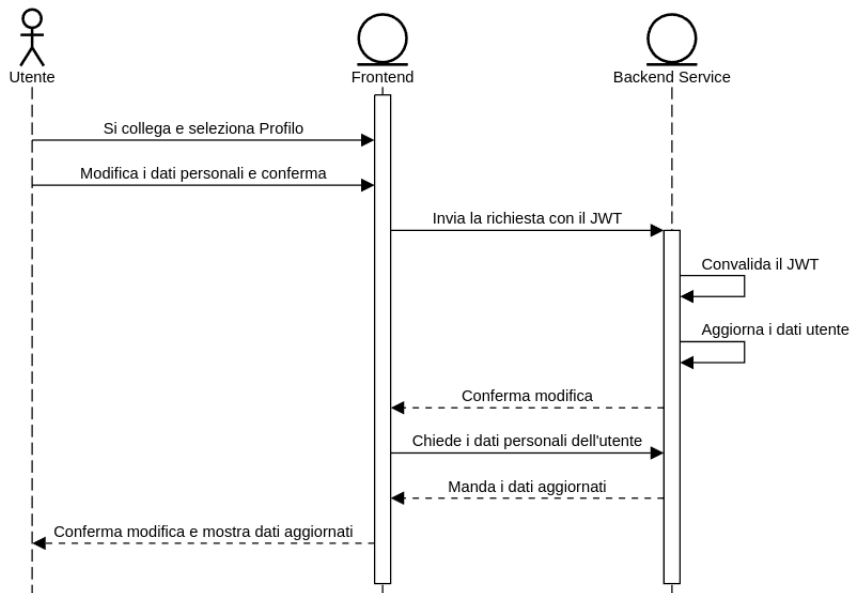 Utente
Frontend
Backend Service
Si collega e seleziona Profilo
Modifica i dati personali e conferma
Invia la richiesta con il JWT
Convalida il JWT
Aggiorna i dati utente
Conferma modifica
Chiede i dati personali dell'utente
Manda i dati aggiornati
Conferma modifica e mostra dati aggiornati